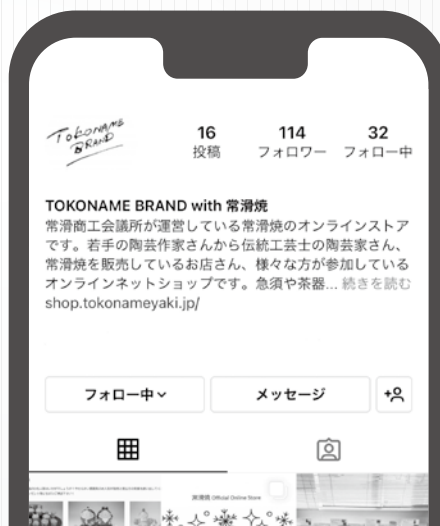 TOKONAME
BRAND
16
投稿
114
フォロワー
32
フォロー中
TOKONAME BRAND with 常滑焼
常滑商工会議所が運営している常滑焼のオンラインストア
です。若手の陶芸作家さんから伝統工芸士の陶芸家さん、
常滑焼を販売しているお店さん、様々な方が参加している
オンラインネットショップです。急須や茶器... 続きを読む
shop.tokonameyaki.jp/
フォロー中
メッセージ
常滑焼 Official Online Store